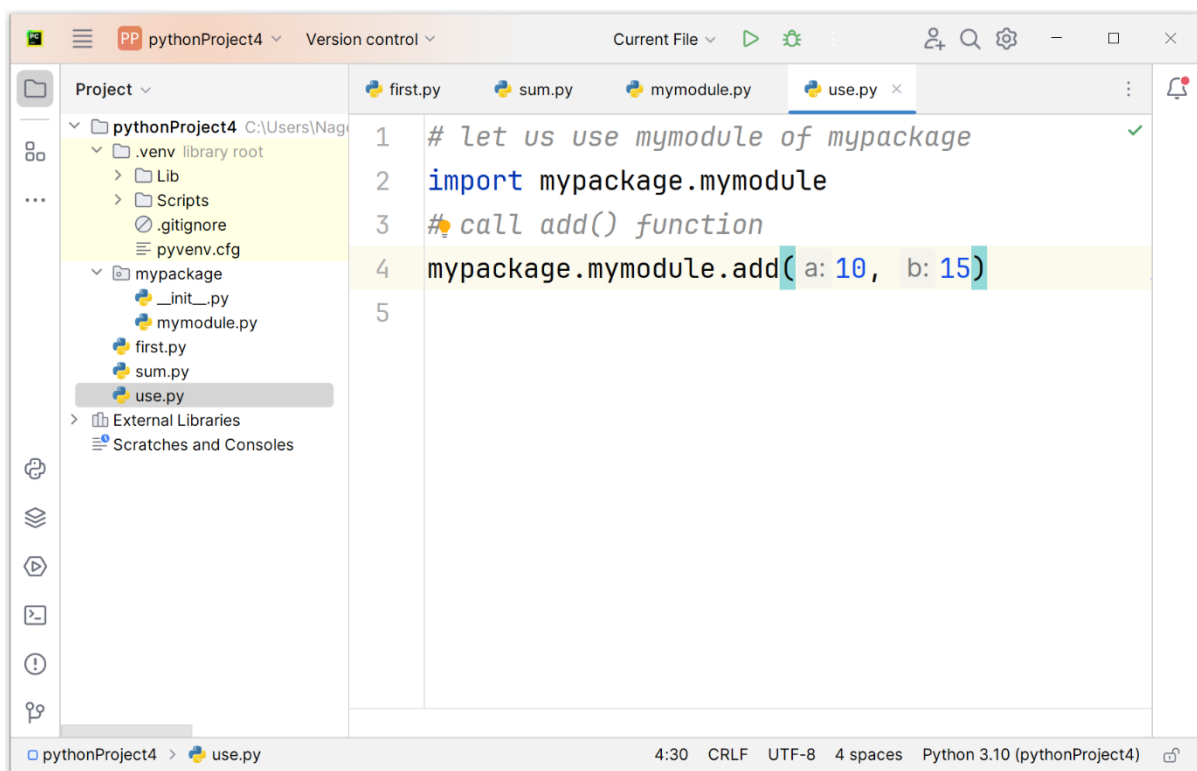 PC PP pythonProject4 Version control Current File
Project first.py sum.py mymodule.py use.py
pythonProject4 C:\Users\Nag
.venv library root
Lib
Scripts
.gitignore
pyvenv.cfg
mypackage
__init__.py
mymodule.py
first.py
sum.py
use.py
External Libraries
Scratches and Consoles
1 # let us use mymodule of mypackage
2 import mypackage.mymodule
3 # call add() function
4 mypackage.mymodule.add( a: 10, b: 15)
5
pythonProject4 > use.py 4:30 CRLF UTF-8 4 spaces Python 3.10 (pythonProject4)